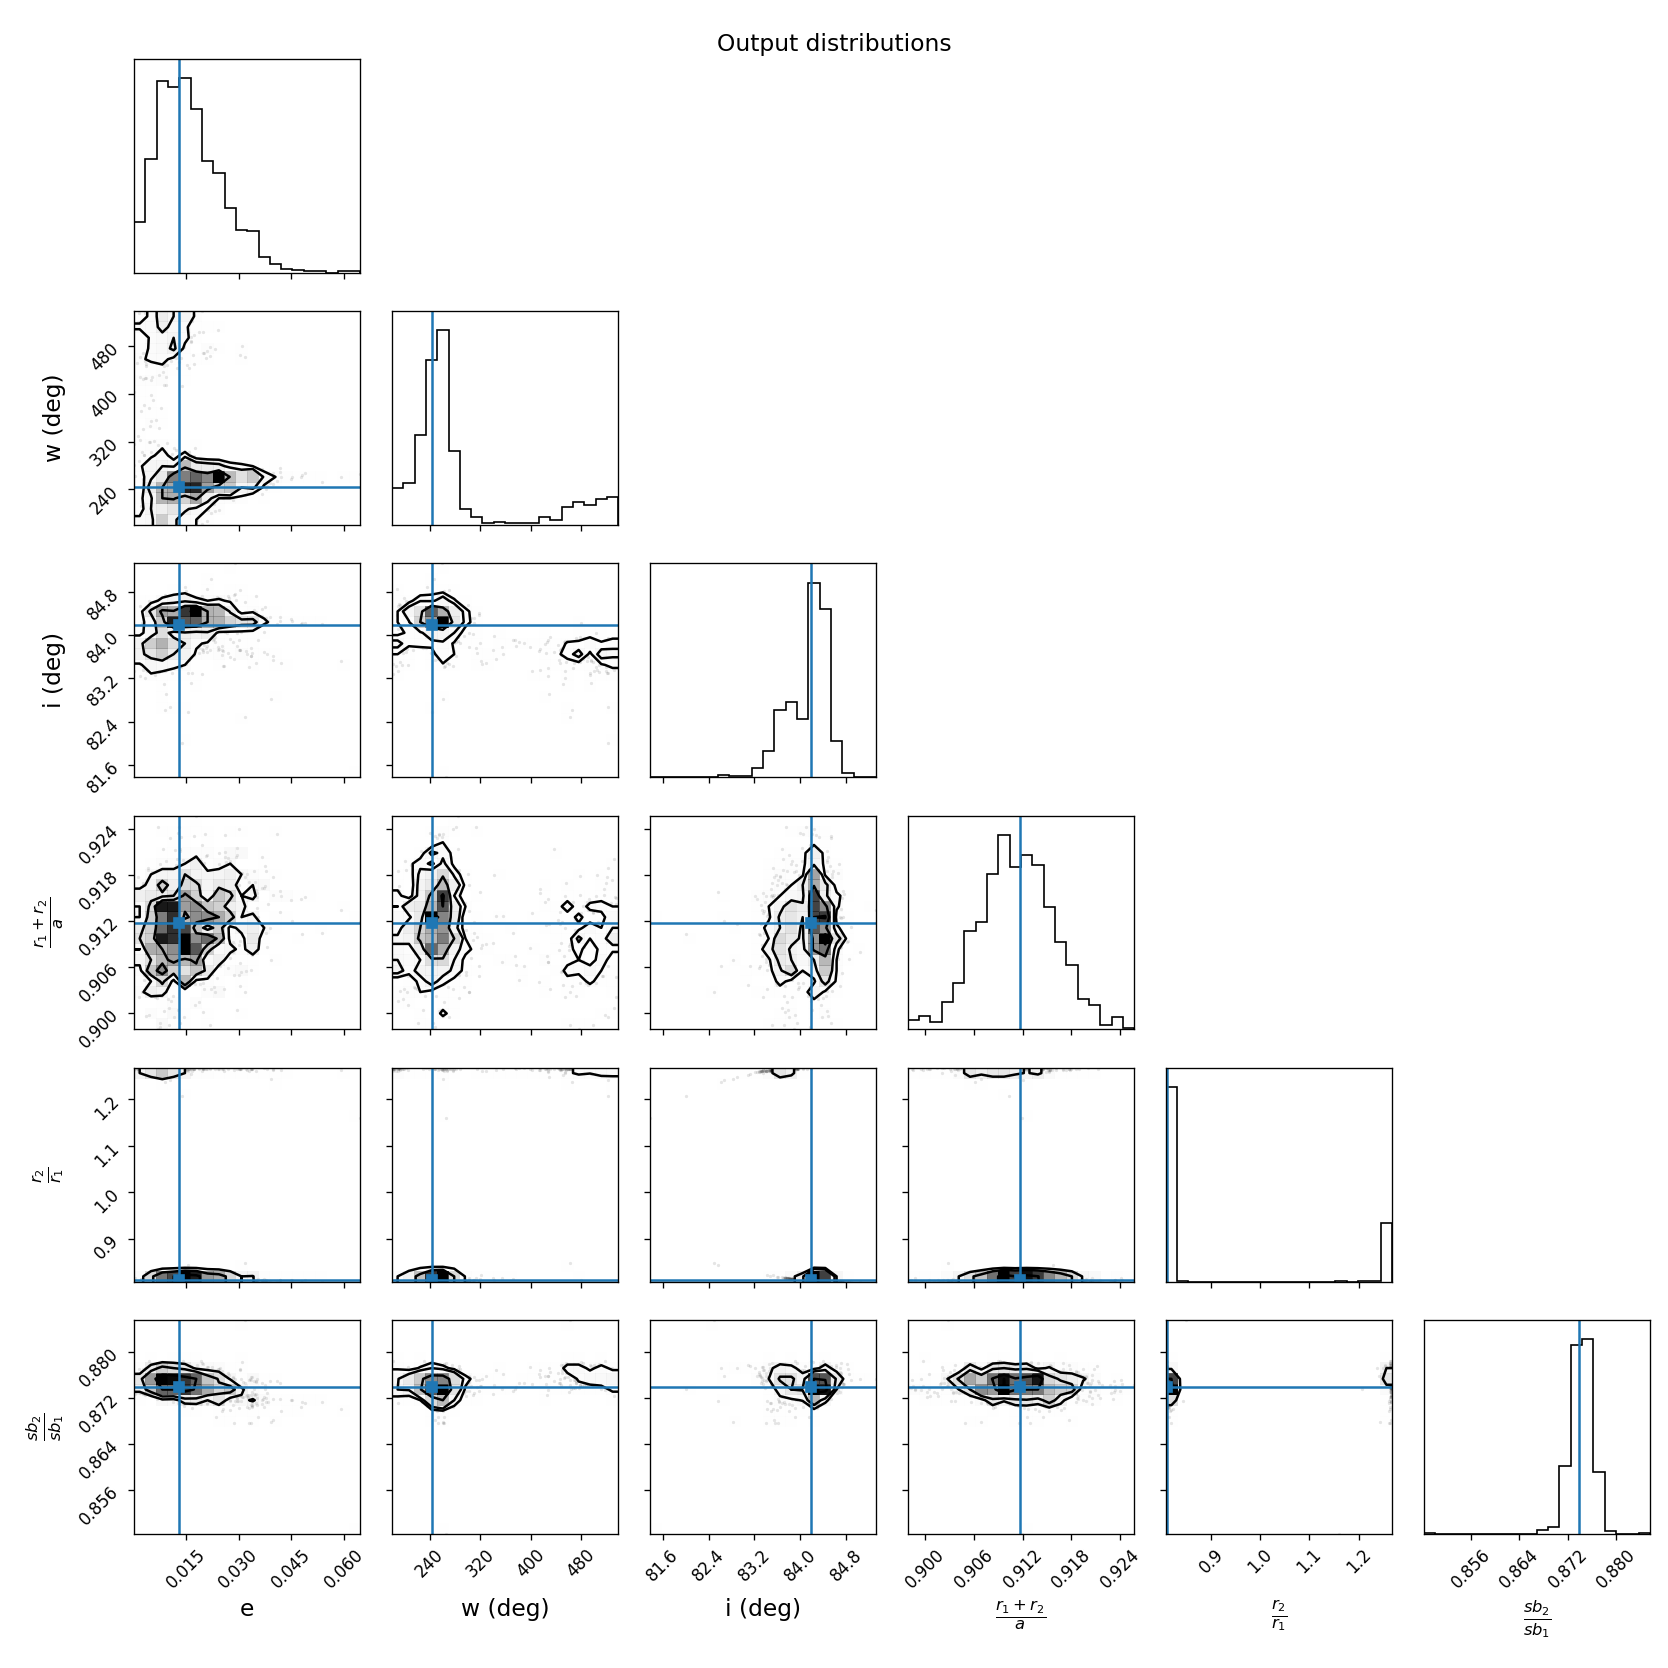 Output distributions
w (deg)
480
400
320
240
i (deg)
84.8
84.0
83.2
82.4
81.6
r₁ + r₂
a
0.924
0.918
0.912
0.906
0.900
r₂
r₁
1.2
1.1
1.0
0.9
sb₂
sb₁
0.880
0.872
0.864
0.856
0.015 0.030 0.045 0.060
240 320 400 480
81.6 82.4 83.2 84.0 84.8
0.900 0.906 0.912 0.918 0.924
0.9 1.0 1.1 1.2
0.856 0.864 0.872 0.880
e
w (deg)
i (deg)
r₁ + r₂
a
r₂
r₁
sb₂
sb₁